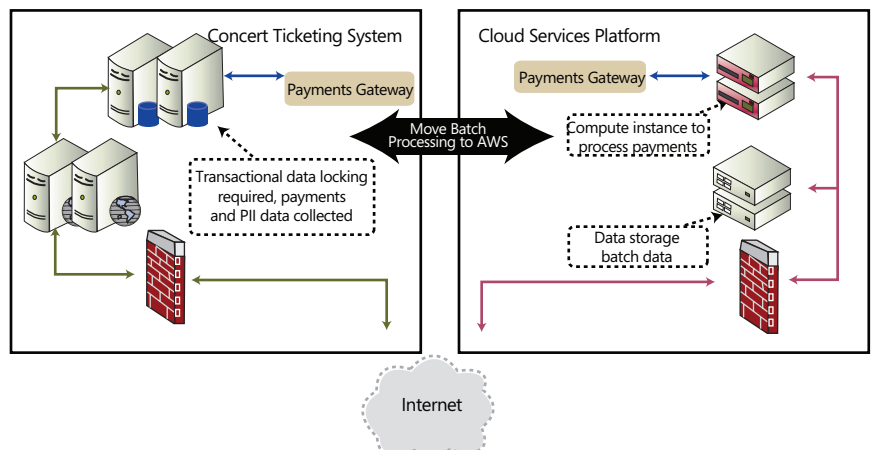 Concert Ticketing System
Payments Gateway
Transactional data locking
required, payments
and PII data collected
Move Batch
Processing to AWS
Cloud Services Platform
Payments Gateway
Compute instance to
process payments
Data storage
batch data
Internet